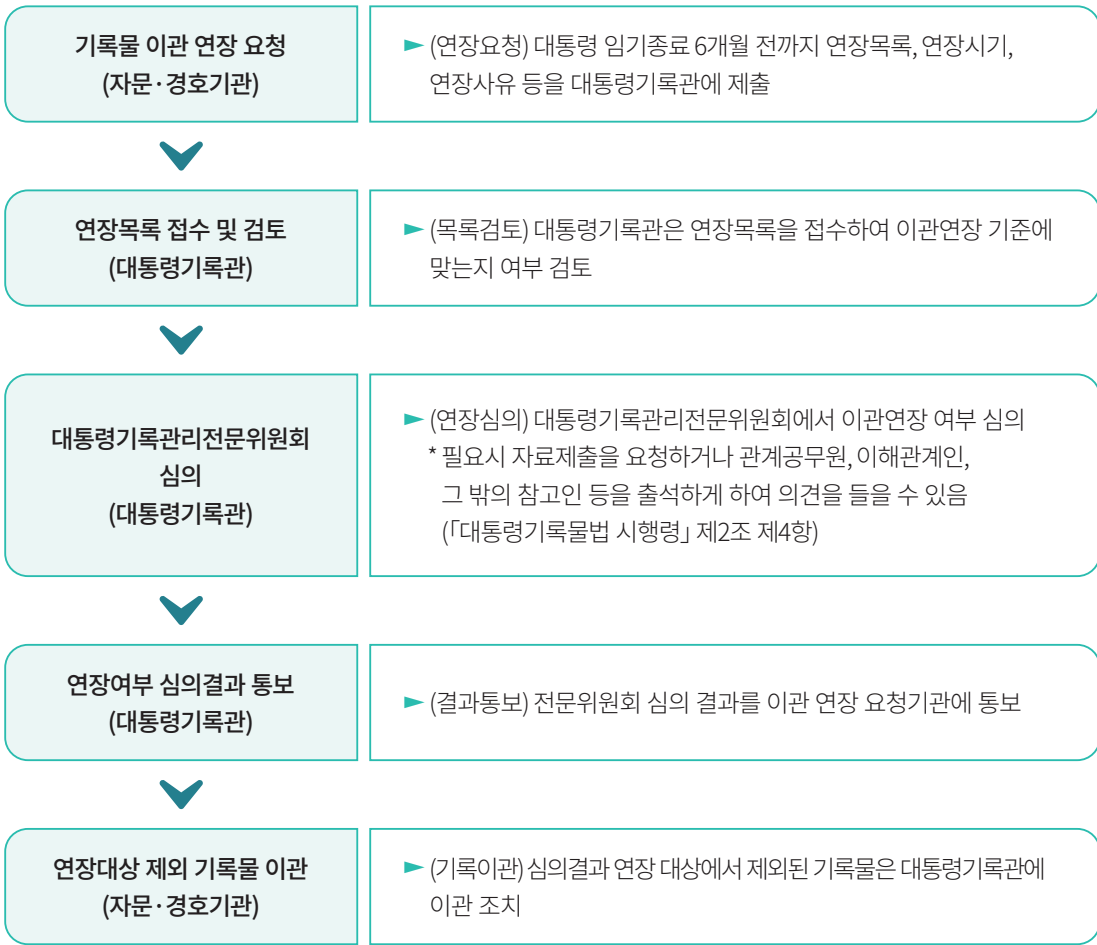 기록물 이관 연장 요청
(자문·경호기관)
► (연장요청) 대통령 임기종료 6개월 전까지 연장목록, 연장시기,
연장사유 등을 대통령기록관에 제출
연장목록 접수 및 검토
(대통령기록관)
► (목록검토) 대통령기록관은 연장목록을 접수하여 이관연장 기준에
맞는지 여부 검토
대통령기록관리전문위원회
심의
(대통령기록관)
► (연장심의) 대통령기록관리전문위원회에서 이관연장 여부 심의
* 필요시 자료제출을 요청하거나 관계공무원, 이해관계인,
그 밖의 참고인 등을 출석하게 하여 의견을 들을 수 있음
(「대통령기록물법 시행령」 제2조 제4항)
연장여부 심의결과 통보
(대통령기록관)
► (결과통보) 전문위원회 심의 결과를 이관 연장 요청기관에 통보
연장대상 제외 기록물 이관
(자문·경호기관)
► (기록이관) 심의결과 연장 대상에서 제외된 기록물은 대통령기록관에
이관 조치